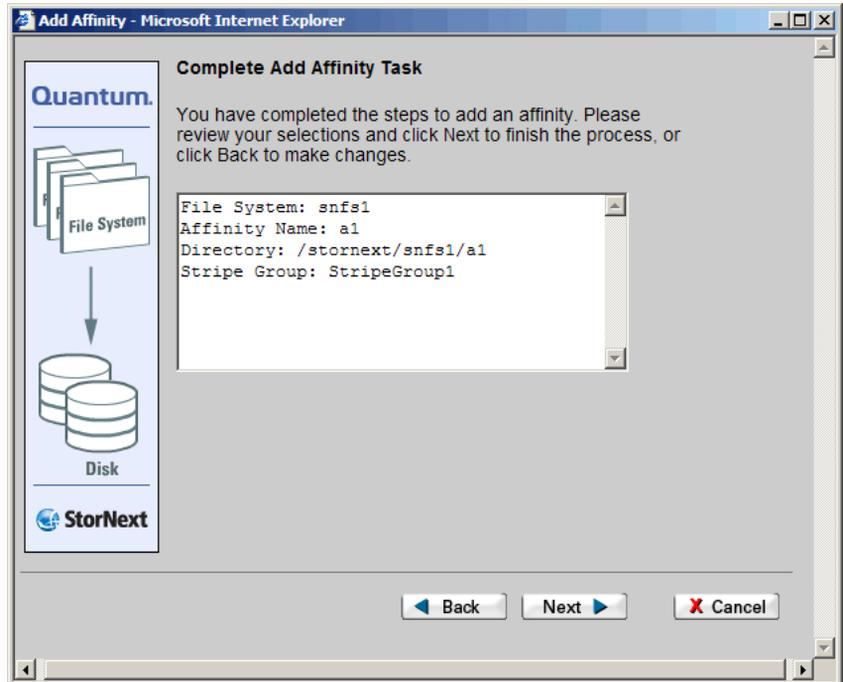 Add Affinity - Microsoft Internet Explorer
Quantum.
File System
Disk
StorNext
Complete Add Affinity Task
You have completed the steps to add an affinity. Please
review your selections and click Next to finish the process, or
click Back to make changes.
File System: snfs1
Affinity Name: a1
Directory: /stornext/snfs1/a1
Stripe Group: StripeGroup1
Back
Next
X Cancel